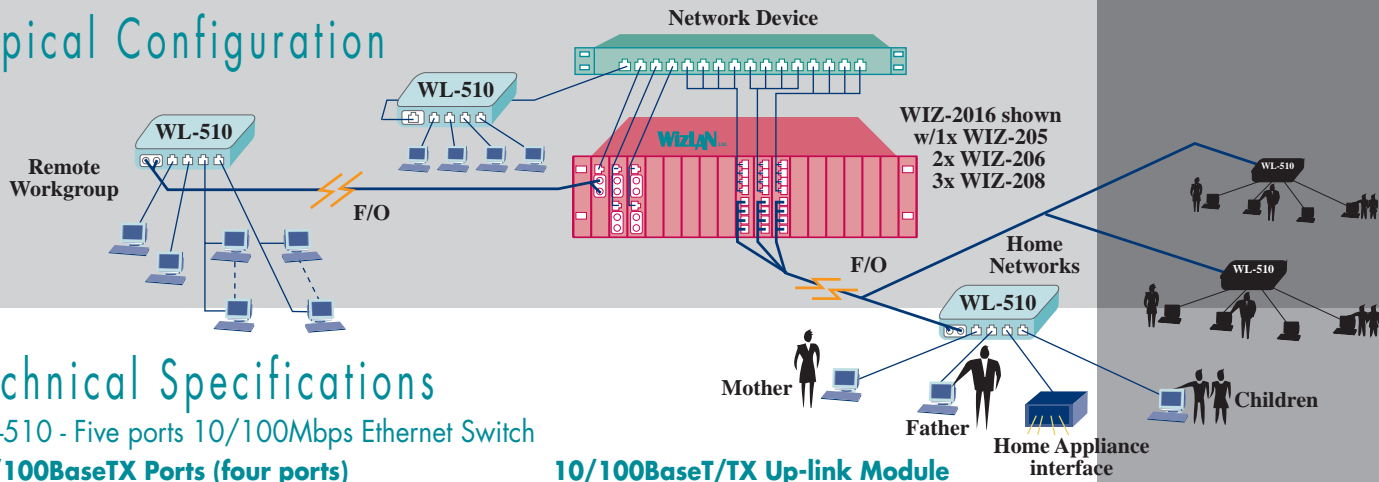 pical Configuration
Network Device
WL-510
WL-510
Remote
Workgroup
F/O
WizLAN
WIZ-2016 shown
w/1x WIZ-205
2x WIZ-206
3x WIZ-208
WL-510
F/O
Home
Networks
WL-510
WL-510
Mother
Father
Home Appliance
interface
Children
chnical Specifications
-510 - Five ports 10/100Mbps Ethernet Switch
/100BaseTX Ports (four ports)
10/100BaseT/TX Up-link Module